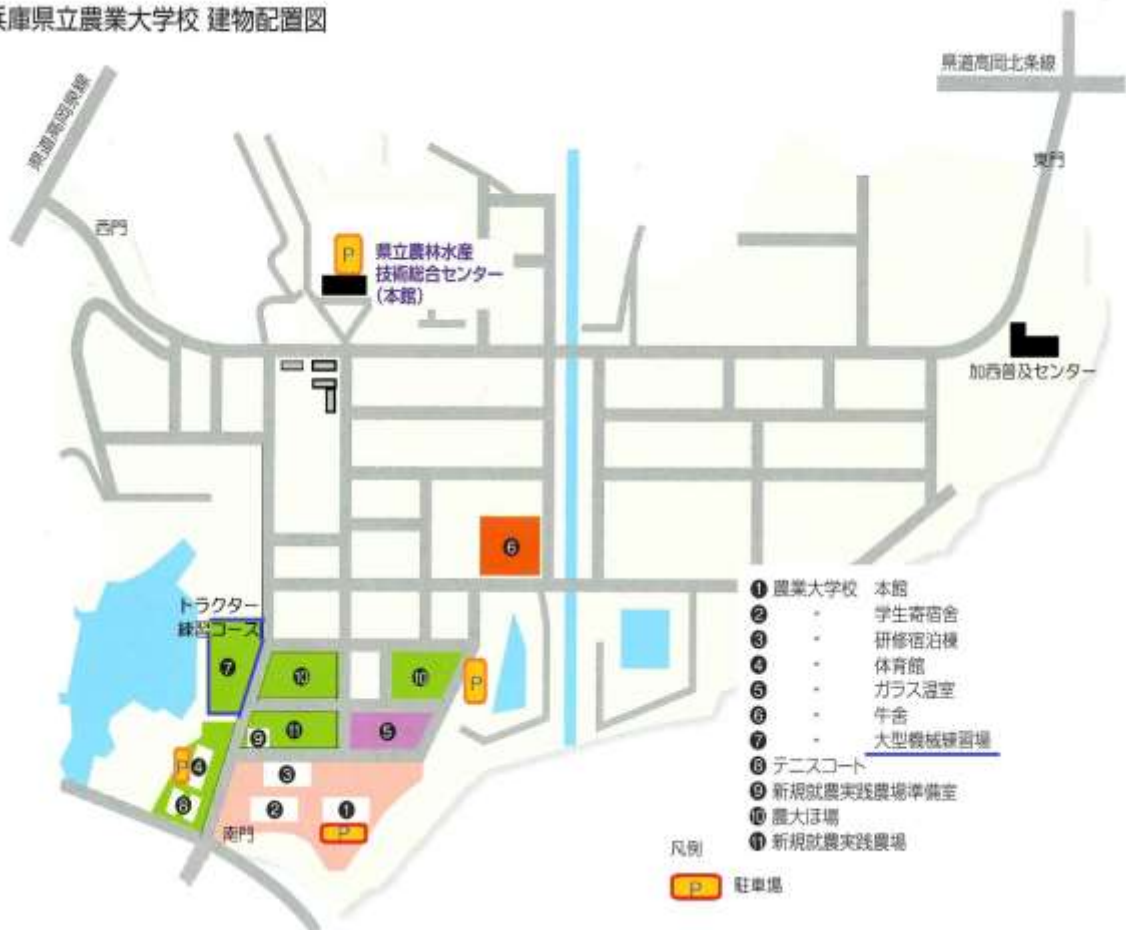 兵庫県立農業大学校 建物配置図
県道高岡北条線
県道高岡泉線
東門
西門
P
県立農林水産
技術総合センター
(本館)
加西普及センター
❻
トラクター
練習コース
❼
❿
❿
P
❾
⓫
❺
P
❹
❽
❸
❷
❶
P
南門
❶ 農業大学校 本館
❷ 〃 学生寄宿舎
❸ 〃 研修宿泊棟
❹ 〃 体育館
❺ 〃 ガラス温室
❻ 〃 牛舎
❼ 〃 大型機械練習場
❽ テニスコート
❾ 新規就農実践農場準備室
❿ 農大ほ場
⓫ 新規就農実践農場
凡例
P 駐車場